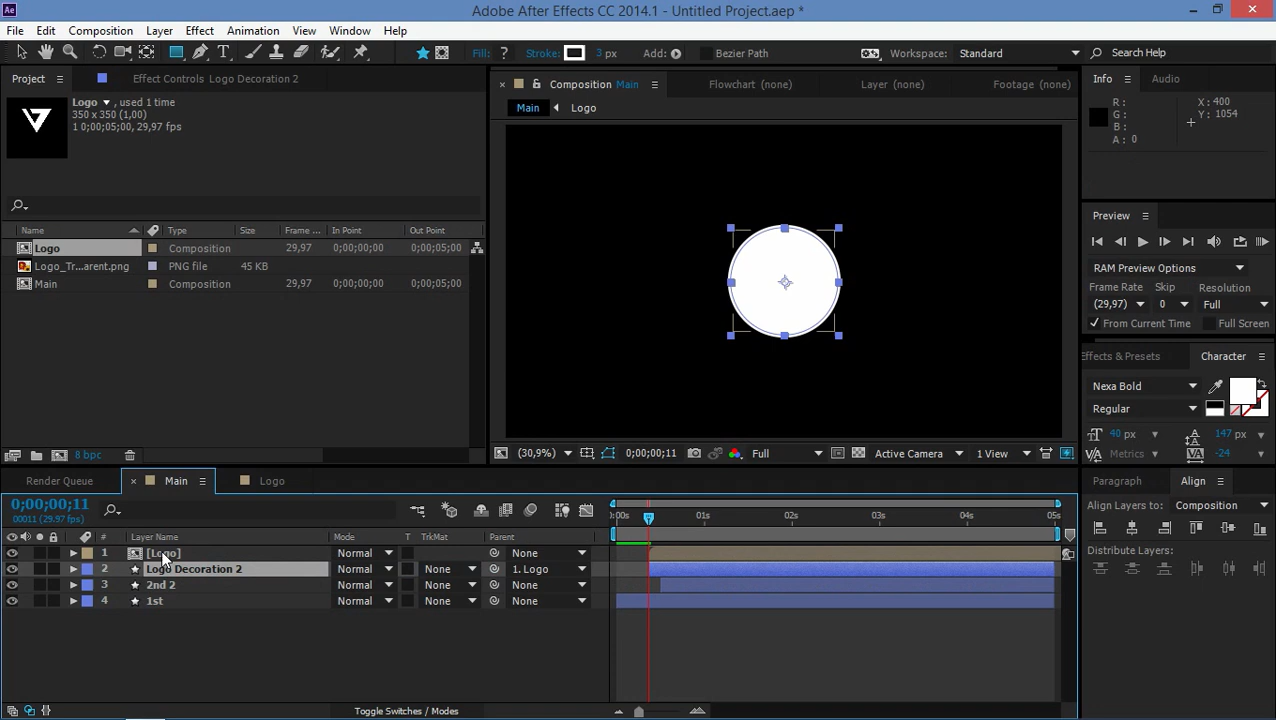 Ae Adobe After Effects CC 2014.1 - Untitled Project.aep *
File Edit Composition Layer Effect Animation View Window Help
Fill: ? Stroke: 3 px Add: Bezier Path Workspace: Standard Search Help
Project Effect Controls Logo Decoration 2
Composition Main Flowchart (none) Layer (none) Footage (none)
Info Audio
Logo , used 1 time
350 x 350 (1,00)
1 0;00;05;00, 29,97 fps
Main Logo
R: X: 400
G: Y: 1054
B:
A: 0
Preview
Name Type Size Frame ... In Point Out Point
Logo Composition 29,97 0;00;00;00 0;00;05;00
Logo_Tr...arent.png PNG file 45 KB
Main Composition 29,97 0;00;00;00 0;00;05;00
RAM Preview Options
Frame Rate Skip Resolution
(29,97) 0 Full
From Current Time Full Screen
Effects & Presets Character
Nexa Bold
Regular
40 px 147 px
Metrics -24
8 bpc
(30,9%) 0;00;00;11 Full Active Camera 1 View
Render Queue Main Logo
Paragraph Align
0;00;00;11
00011 (29.97 fps)
Align Layers to: Composition
:00s 01s 02s 03s 04s 05s
# Layer Name Mode T TrkMat Parent
1 [Logo] Normal None
2 Logo Decoration 2 Normal None 1. Logo
3 2nd 2 Normal None None
4 1st Normal None None
Distribute Layers:
Toggle Switches / Modes